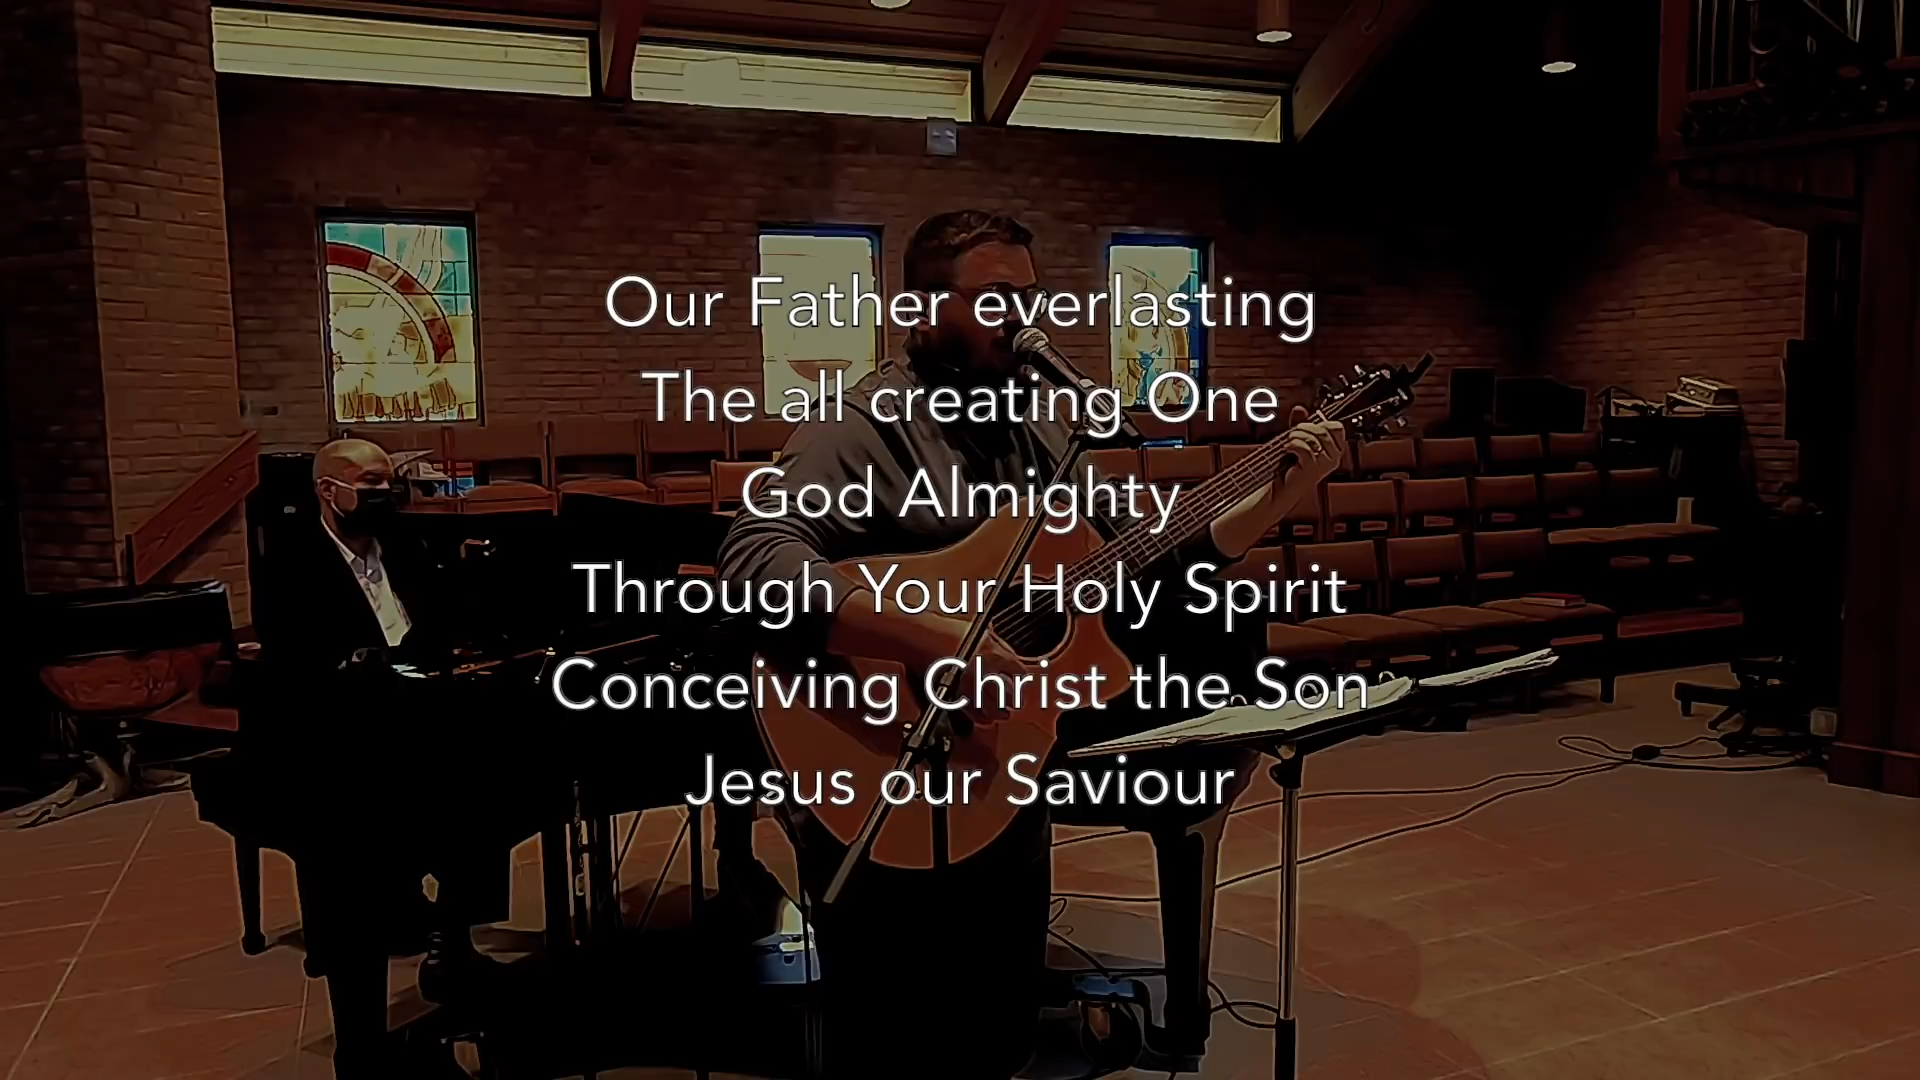 Our Father everlasting
The all creating One
God Almighty
Through Your Holy Spirit
Conceiving Christ the Son
Jesus our Saviour